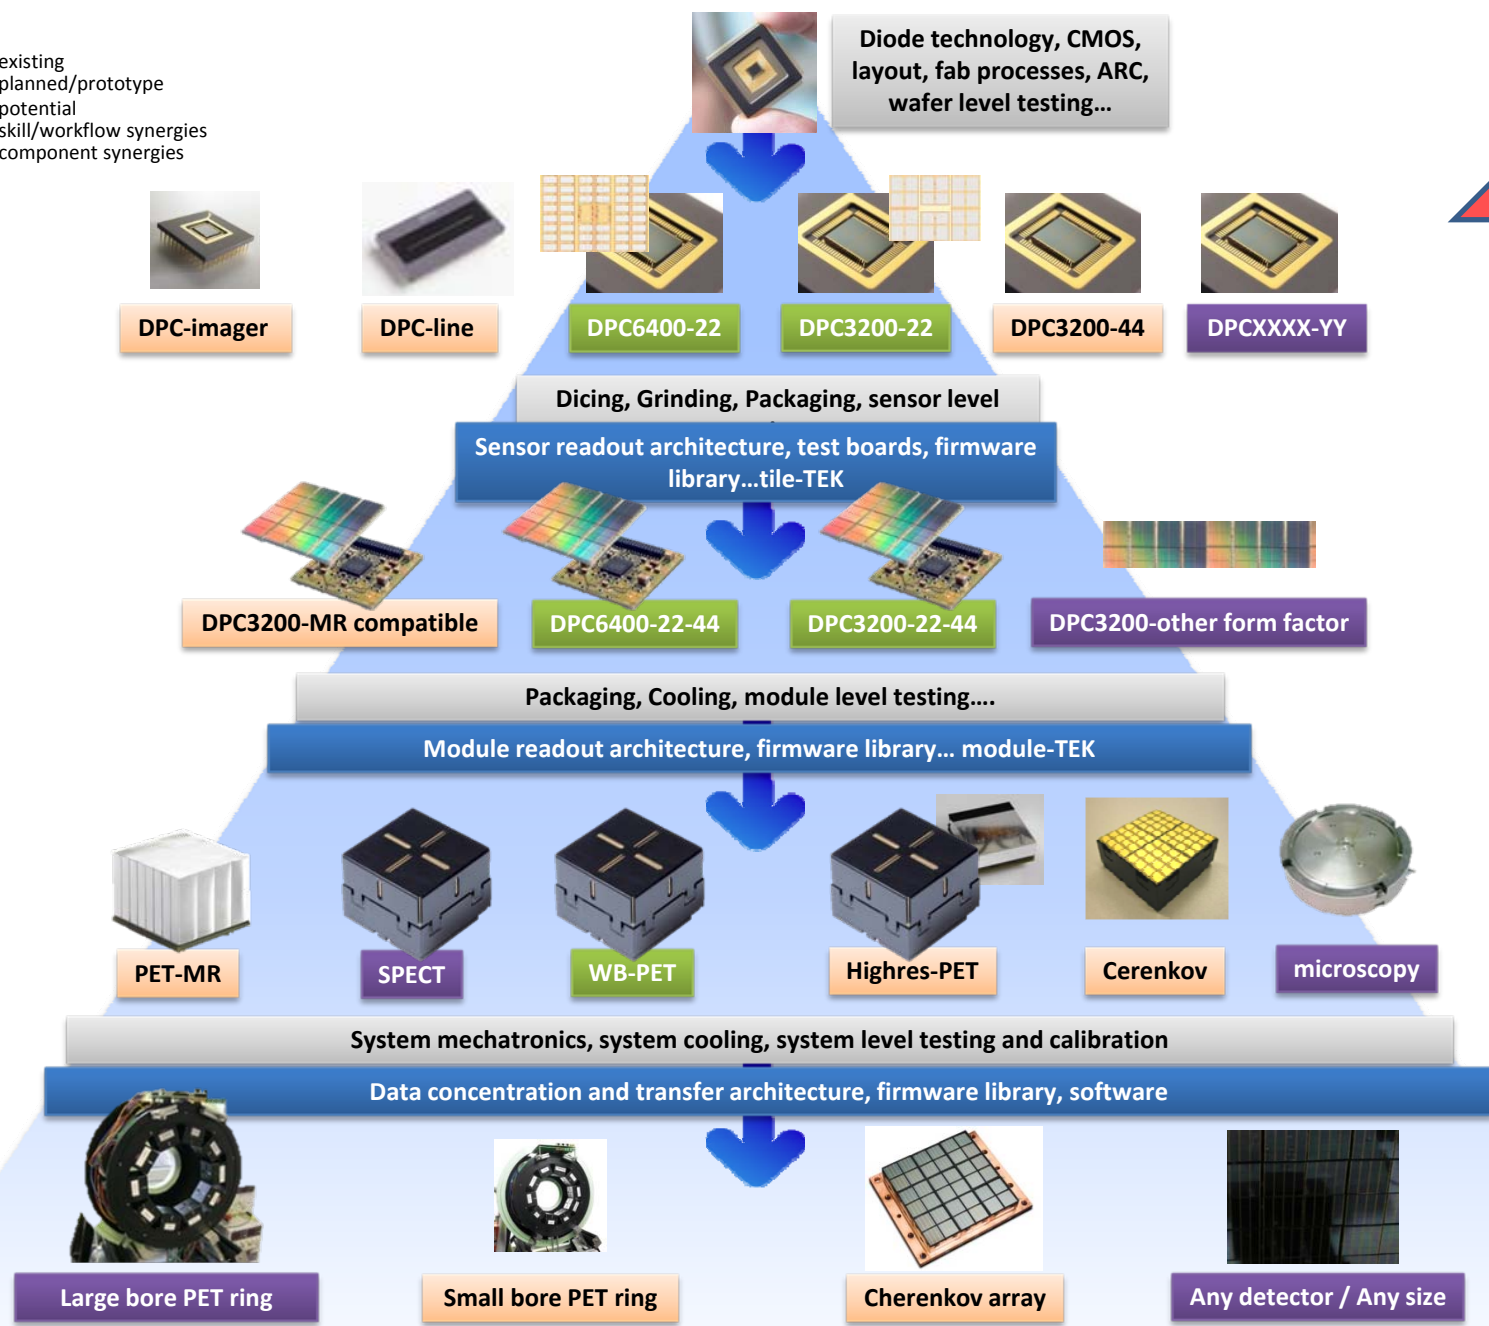 existing
planned/prototype
potential
skill/workflow synergies
component synergies
Diode technology, CMOS,
layout, fab processes, ARC,
wafer level testing…
DPC-imager
DPC-line
DPC6400-22
DPC3200-22
DPC3200-44
DPCXXXX-YY
Dicing, Grinding, Packaging, sensor level
Sensor readout architecture, test boards, firmware
library…tile-TEK
DPC3200-MR compatible
DPC6400-22-44
DPC3200-22-44
DPC3200-other form factor
Packaging, Cooling, module level testing….
Module readout architecture, firmware library… module-TEK
PET-MR
SPECT
WB-PET
Highres-PET
Cerenkov
microscopy
System mechatronics, system cooling, system level testing and calibration
Data concentration and transfer architecture, firmware library, software
Large bore PET ring
Small bore PET ring
Cherenkov array
Any detector / Any size